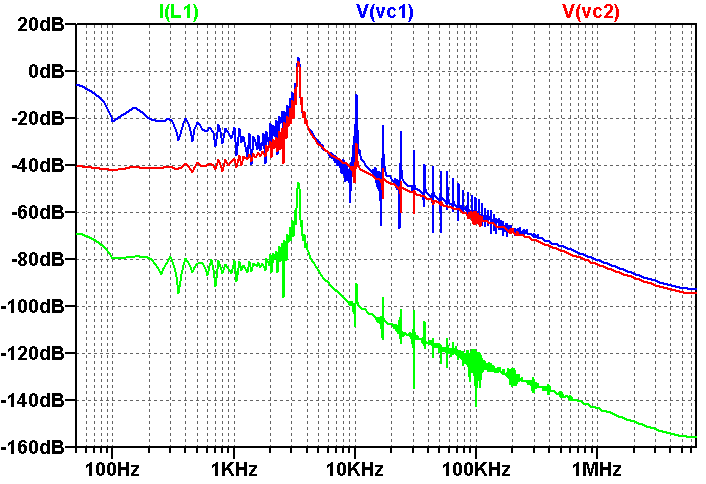 I(L1) V(vc1) V(vc2)
20dB
0dB
-20dB
-40dB
-60dB
-80dB
-100dB
-120dB
-140dB
-160dB
100Hz 1KHz 10KHz 100KHz 1MHz